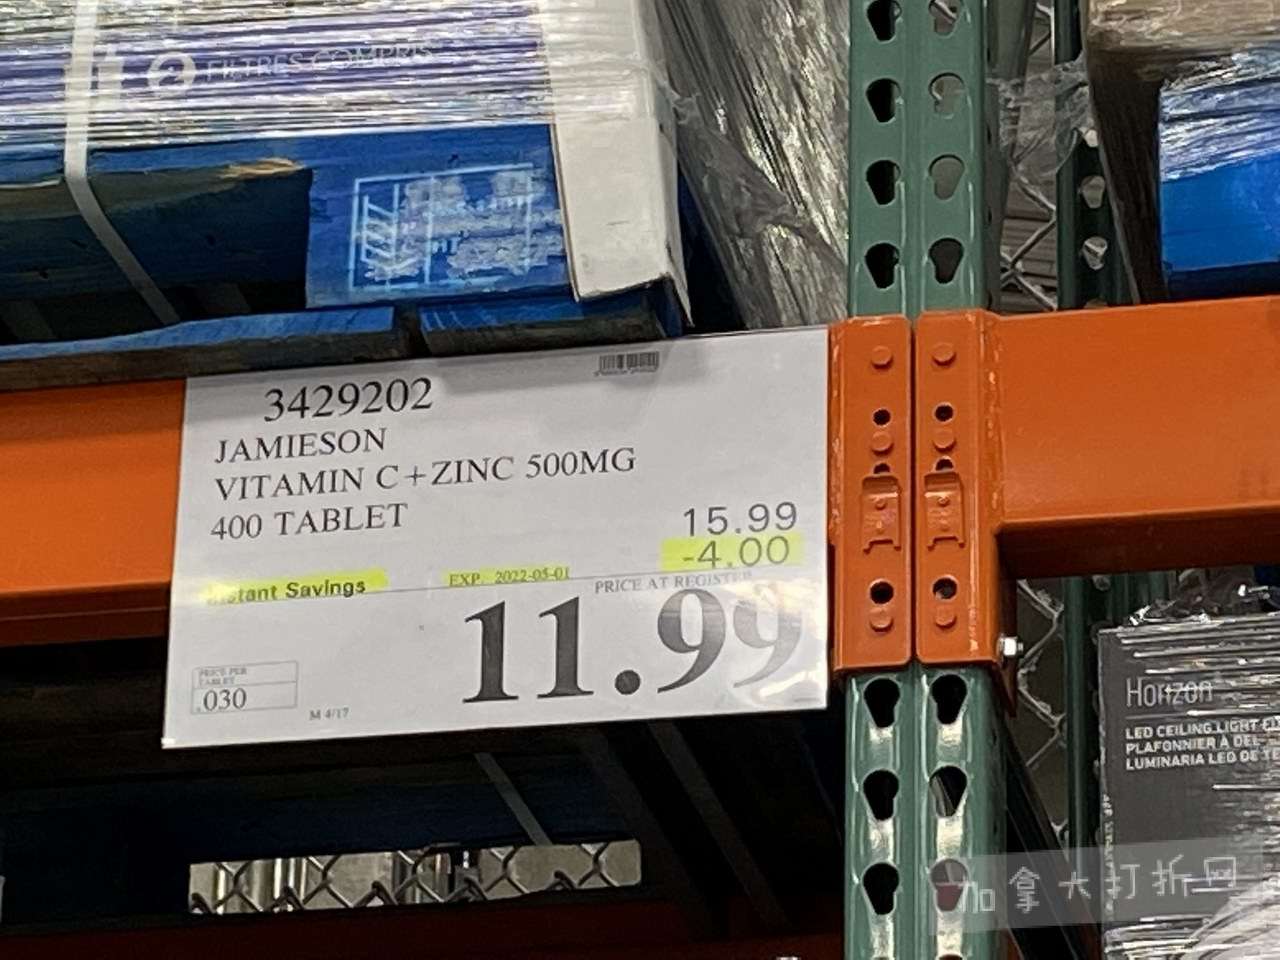 2 FILTRES COMPRIS
3429202
JAMIESON
VITAMIN C+ZINC 500MG
400 TABLET
15.99
-4.00
Instant Savings
EXP. 2022-05-01
PRICE AT REGISTER
11.99
PRICE PER
TABLET
.030
M 4/17
Horizon
LED CEILING LIGHT
PLAFONNIER À DEL
LUMINARIA LED DE
加拿大打折网